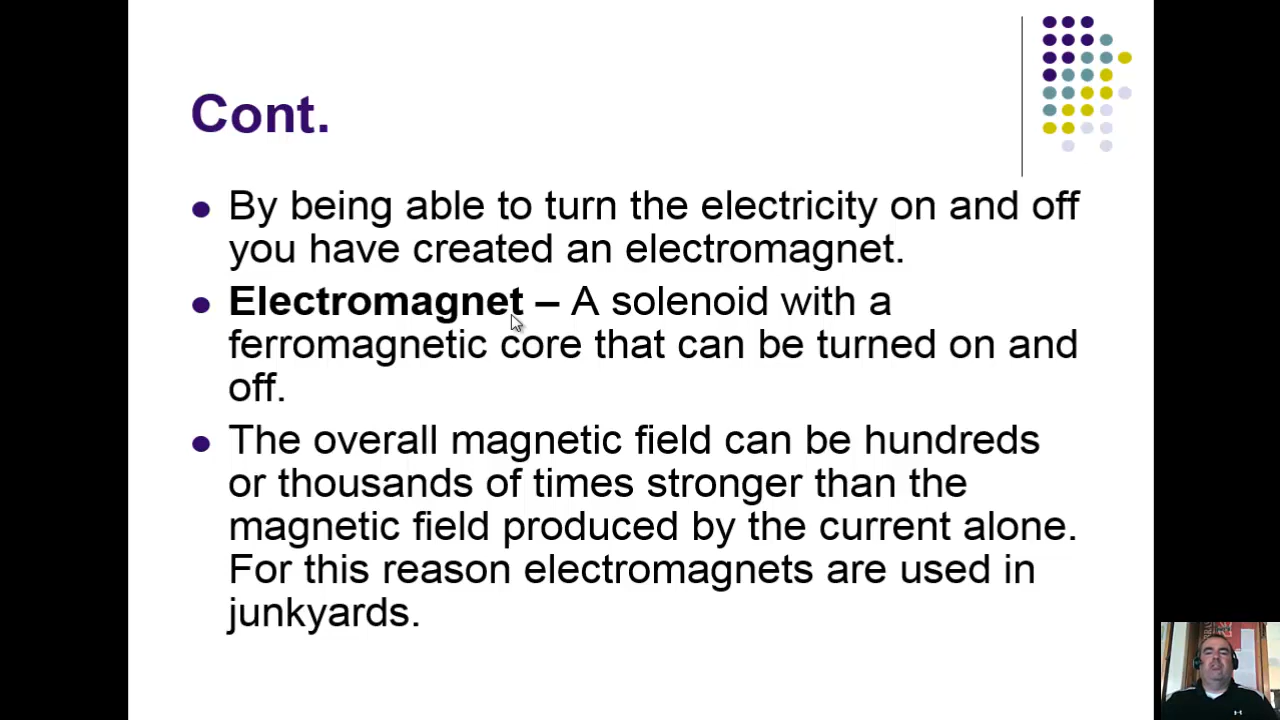 Cont.
By being able to turn the electricity on and off
you have created an electromagnet.
Electromagnet – A solenoid with a
ferromagnetic core that can be turned on and
off.
The overall magnetic field can be hundreds
or thousands of times stronger than the
magnetic field produced by the current alone.
For this reason electromagnets are used in
junkyards.